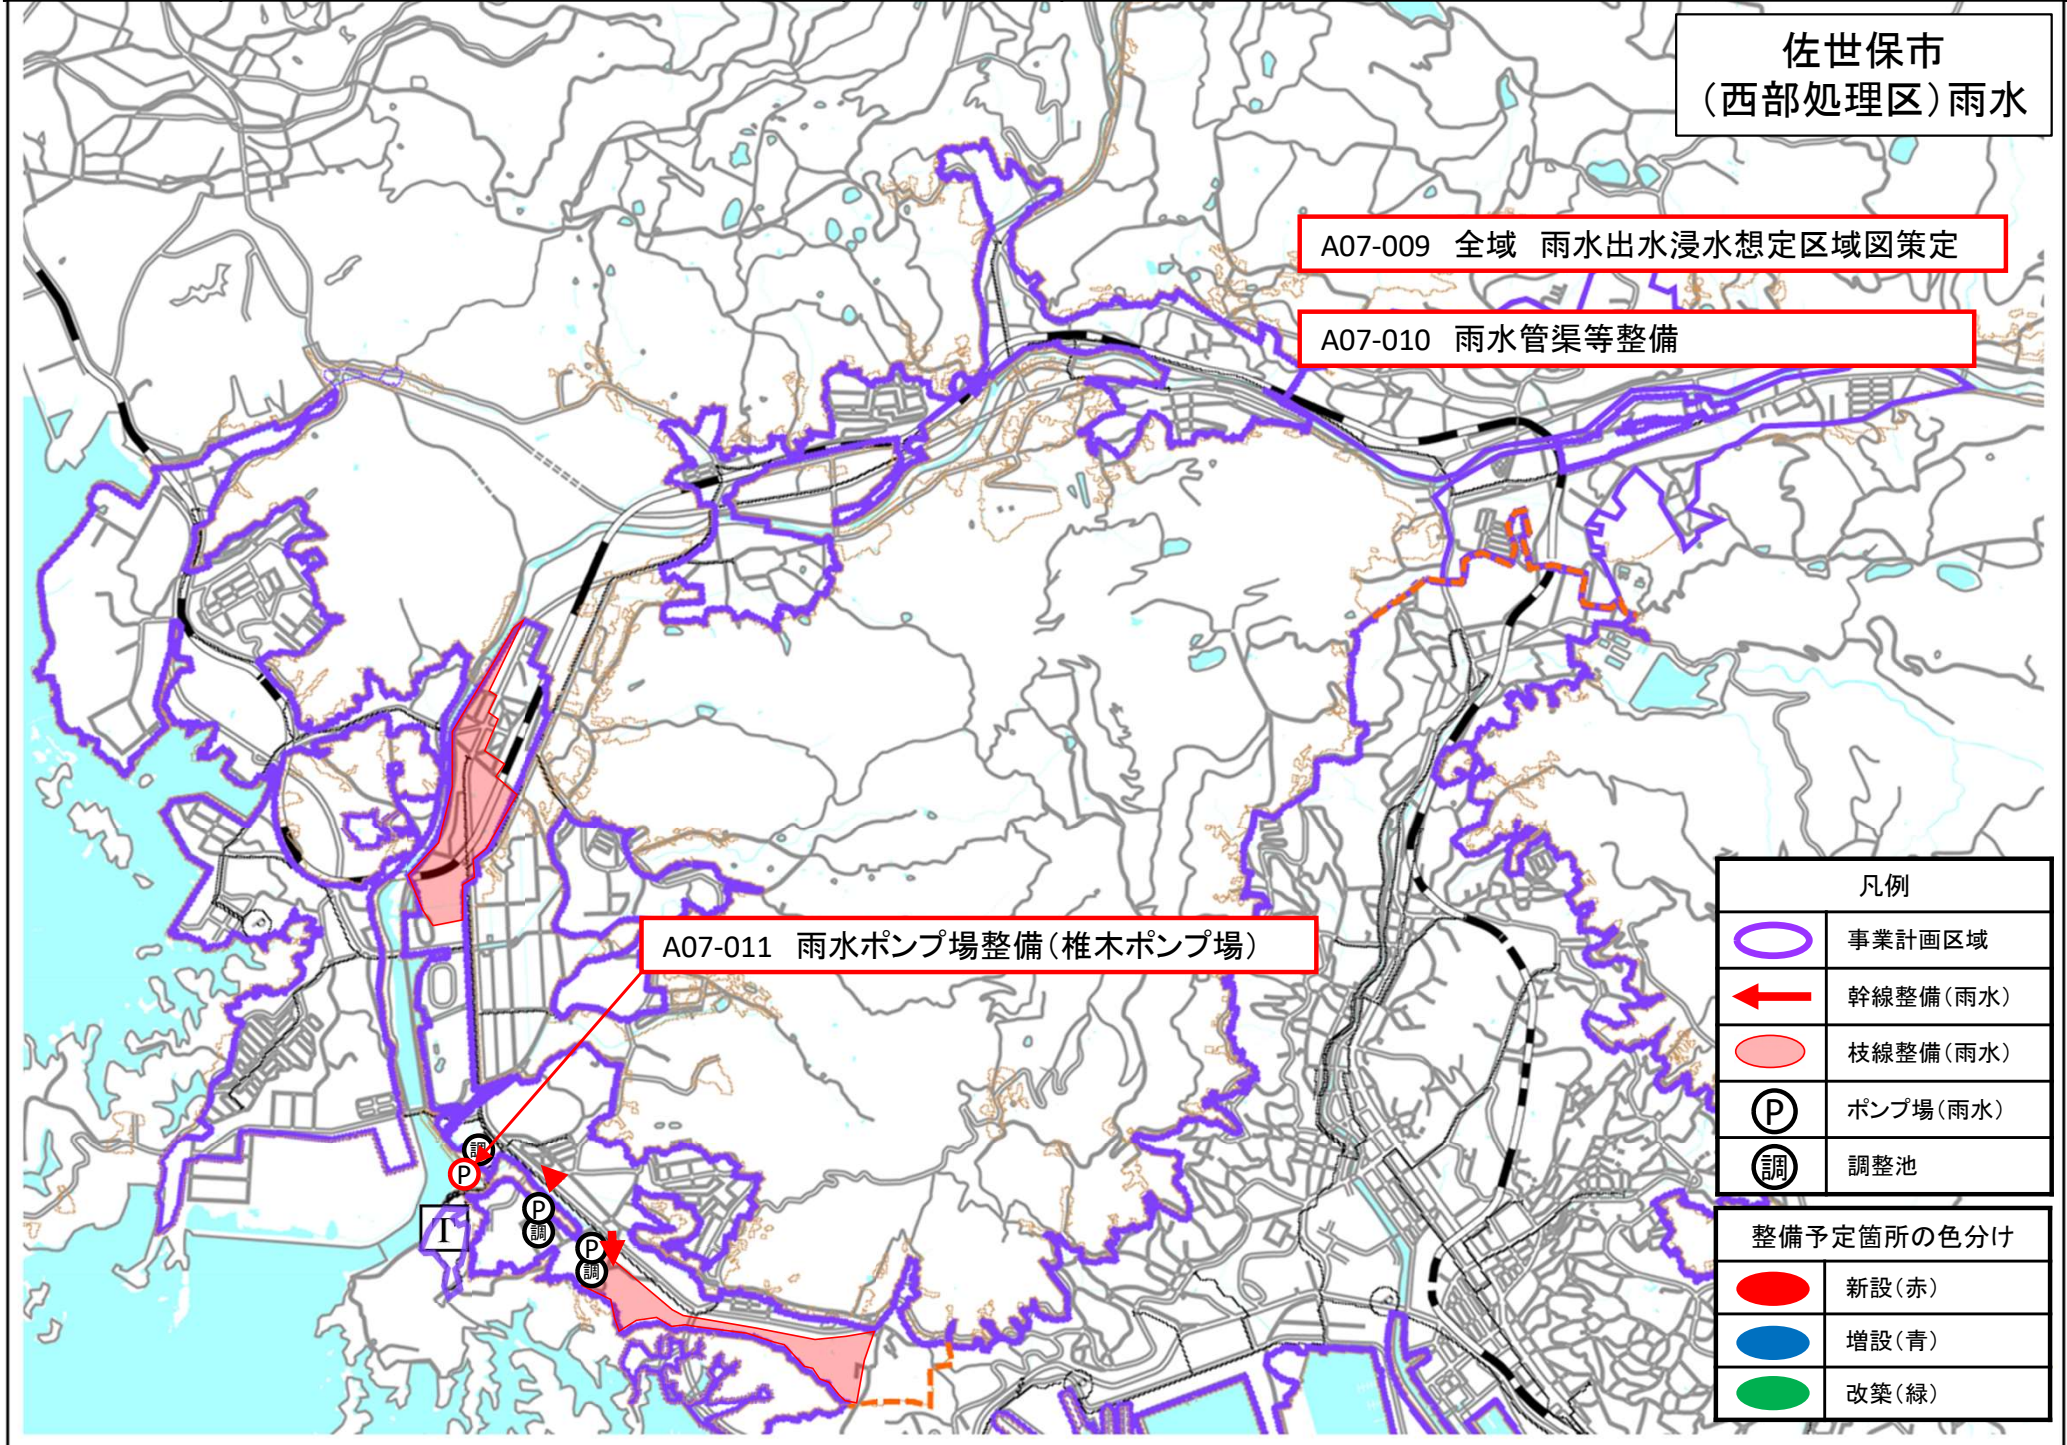 佐世保市
（西部処理区）雨水
A07-009 全域 雨水出水浸水想定区域図策定
A07-010 雨水管渠等整備
A07-011 雨水ポンプ場整備（椎木ポンプ場）
調
P
T
P
調
P
調
凡例
事業計画区域
幹線整備（雨水）
枝線整備（雨水）
P ポンプ場（雨水）
調 調整池
整備予定箇所の色分け
新設（赤）
増設（青）
改築（緑）